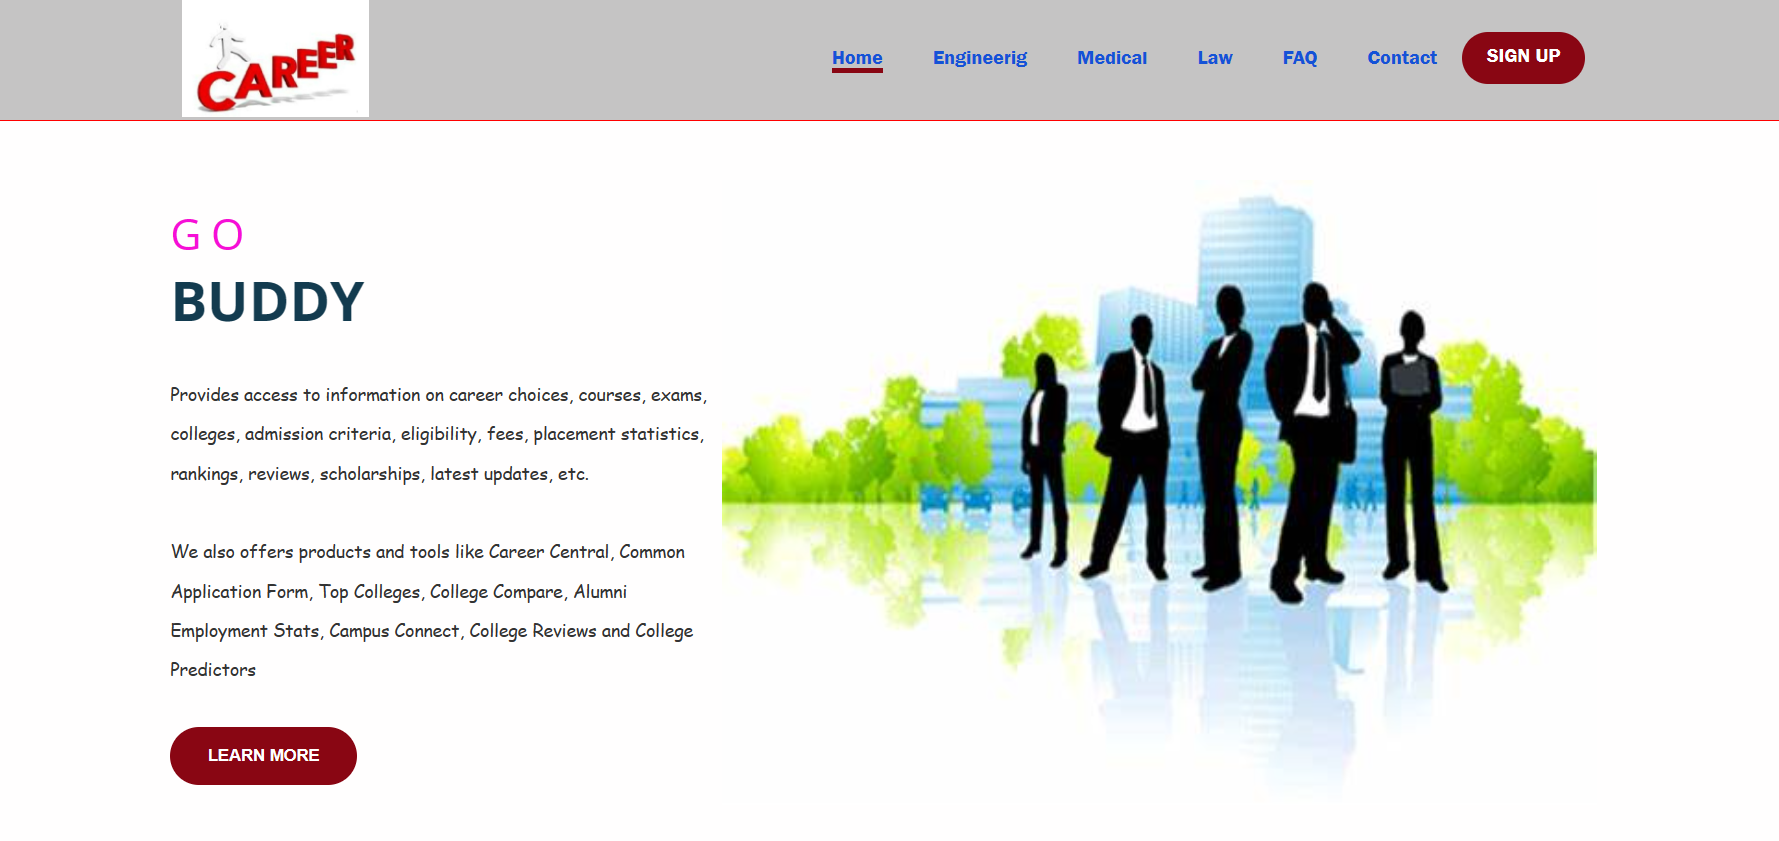 CAREER
Home Engineerig Medical Law FAQ Contact SIGN UP
GO
BUDDY
Provides access to information on career choices, courses, exams,
colleges, admission criteria, eligibility, fees, placement statistics,
rankings, reviews, scholarships, latest updates, etc.
We also offers products and tools like Career Central, Common
Application Form, Top Colleges, College Compare, Alumni
Employment Stats, Campus Connect, College Reviews and College
Predictors
LEARN MORE